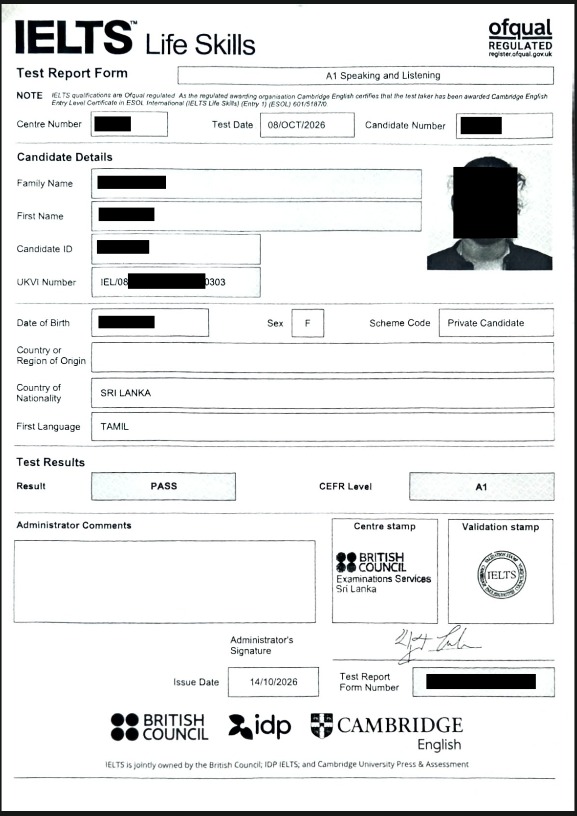 IELTS™ Life Skills
ofqual
REGULATED
register.ofqual.gov.uk
Test Report Form
A1 Speaking and Listening
NOTE IELTS qualifications are Ofqual regulated. As the regulated awarding organisation Cambridge English certifies that the test taker has been awarded Cambridge English
Entry Level Certificate in ESOL International (IELTS Life Skills) (Entry 1) (ESOL) 601/5187/0
Centre Number
Test Date 08/OCT/2026
Candidate Number
Candidate Details
Family Name
First Name
Candidate ID
UKVI Number IEL/08 0303
Date of Birth
Sex F
Scheme Code Private Candidate
Country or
Region of Origin
Country of
Nationality
SRI LANKA
First Language TAMIL
Test Results
Result PASS
CEFR Level A1
Administrator Comments
Centre stamp
Validation stamp
BRITISH
COUNCIL
Examinations Services
Sri Lanka
IELTS
Administrator's
Signature
Issue Date 14/10/2026
Test Report
Form Number
BRITISH
COUNCIL
idp
CAMBRIDGE
English
IELTS is jointly owned by the British Council; IDP IELTS; and Cambridge University Press & Assessment